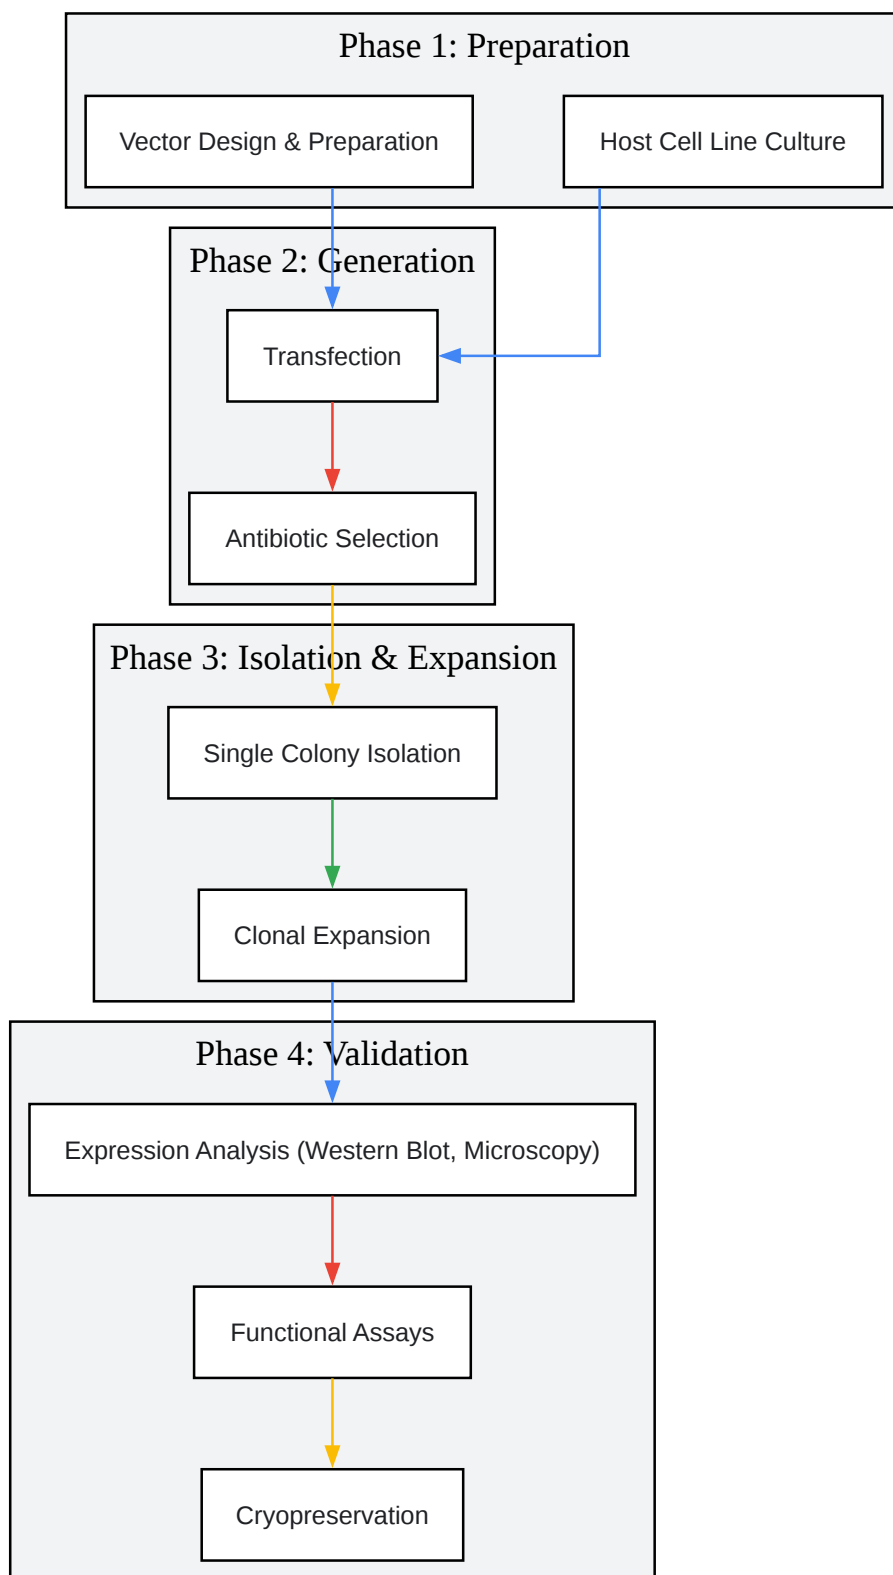 Phase 1: Preparation
Vector Design & Preparation
Host Cell Line Culture
Phase 2: Generation
Transfection
Antibiotic Selection
Phase 3: Isolation & Expansion
Single Colony Isolation
Clonal Expansion
Phase 4: Validation
Expression Analysis (Western Blot, Microscopy)
Functional Assays
Cryopreservation